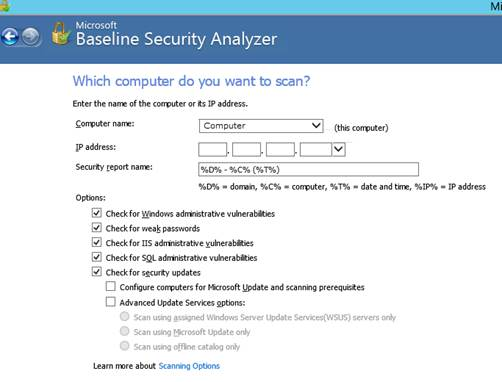 Mi
Microsoft
Baseline Security Analyzer
Which computer do you want to scan?
Enter the name of the computer or its IP address.
Computer name: Computer (this computer)
IP address: . . .
Security report name: %D% - %C% (%T%)
%D% = domain, %C% = computer, %T% = date and time, %IP% = IP address
Options:
Check for Windows administrative vulnerabilities
Check for weak passwords
Check for IIS administrative vulnerabilities
Check for SQL administrative vulnerabilities
Check for security updates
Configure computers for Microsoft Update and scanning prerequisites
Advanced Update Services options:
Scan using assigned Windows Server Update Services(WSUS) servers only
Scan using Microsoft Update only
Scan using offline catalog only
Learn more about Scanning Options